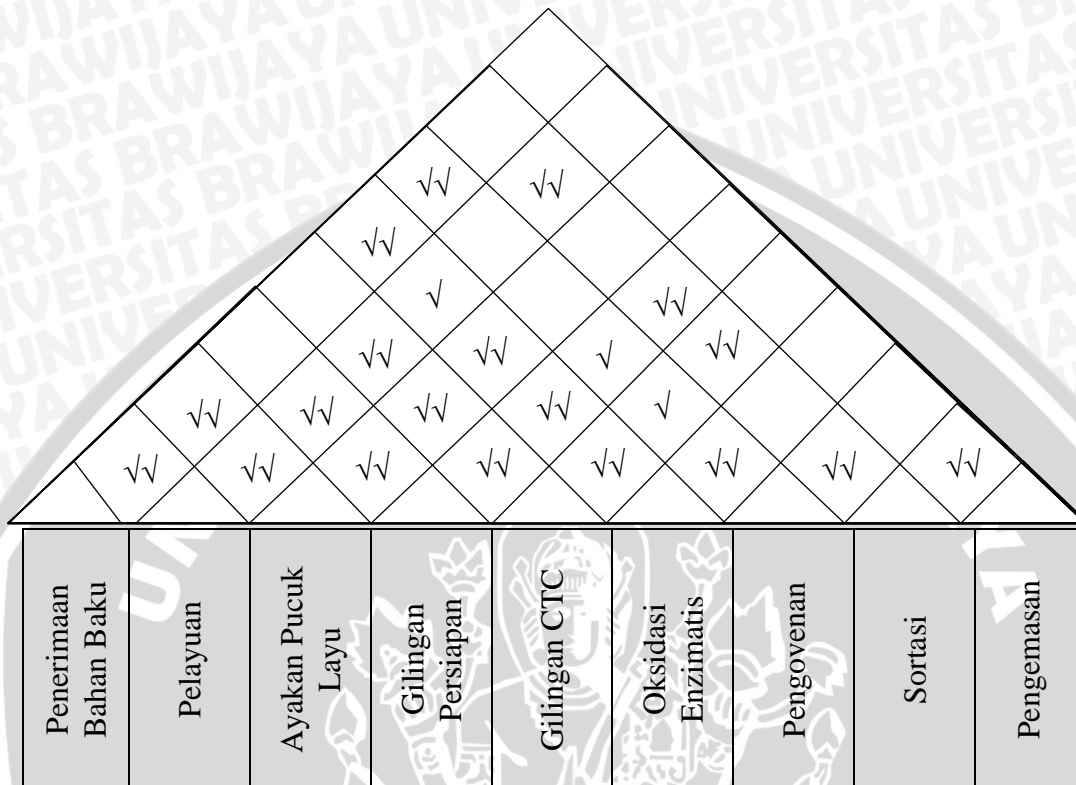 √√ √√
√√
√ √√
√√ √√ √ √√
√√ √√ √√ √√ √
√√ √√ √√ √√ √√ √√ √√ √√
Penerimaan
Bahan Baku
Pelayuan
Ayakan Pucuk
Layu
Gilingan
Persiapan
Gilingan CTC
Oksidasi
Enzimatis
Pengovenan
Sortasi
Pengemasan